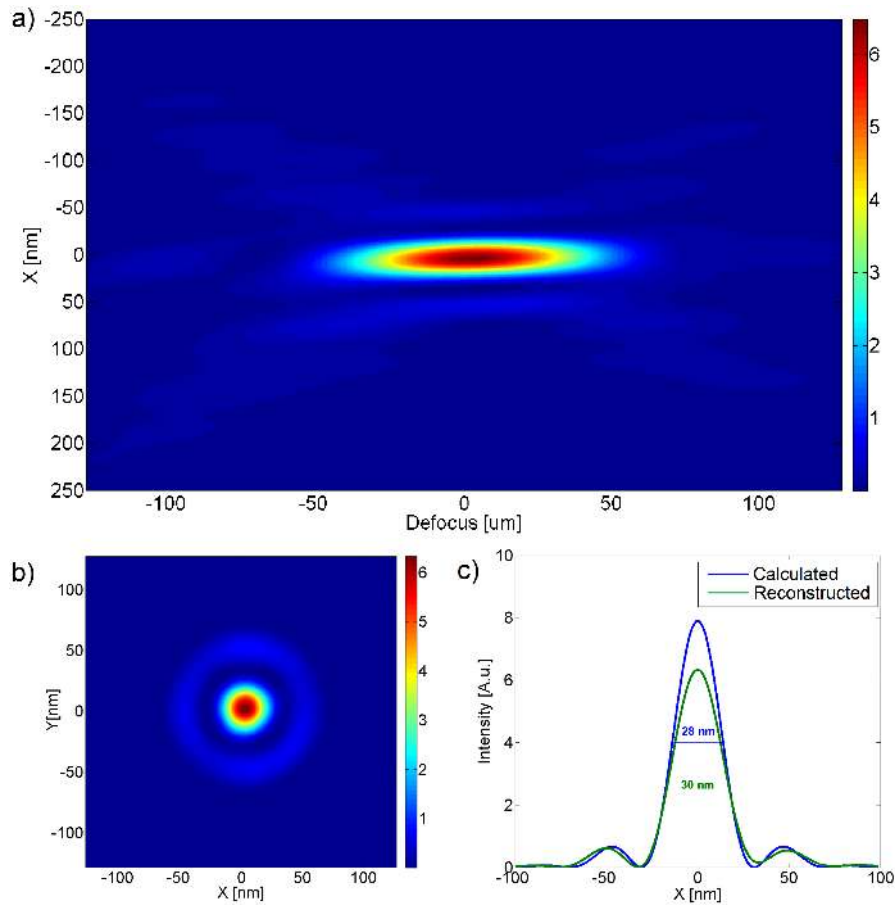 a)
-250
-200
-150
-100
-50
0
50
100
150
200
250
X [nm]
-100 -50 0 50 100
Defocus [um]
6
5
4
3
2
1
b)
100
50
0
-50
-100
Y[nm]
-100 -50 0 50 100
X [nm]
6
5
4
3
2
1
c)
10
8
6
4
2
0
Intensity [A.u.]
Calculated
Reconstructed
28 nm
30 nm
-100 -50 0 50 100
X [nm]